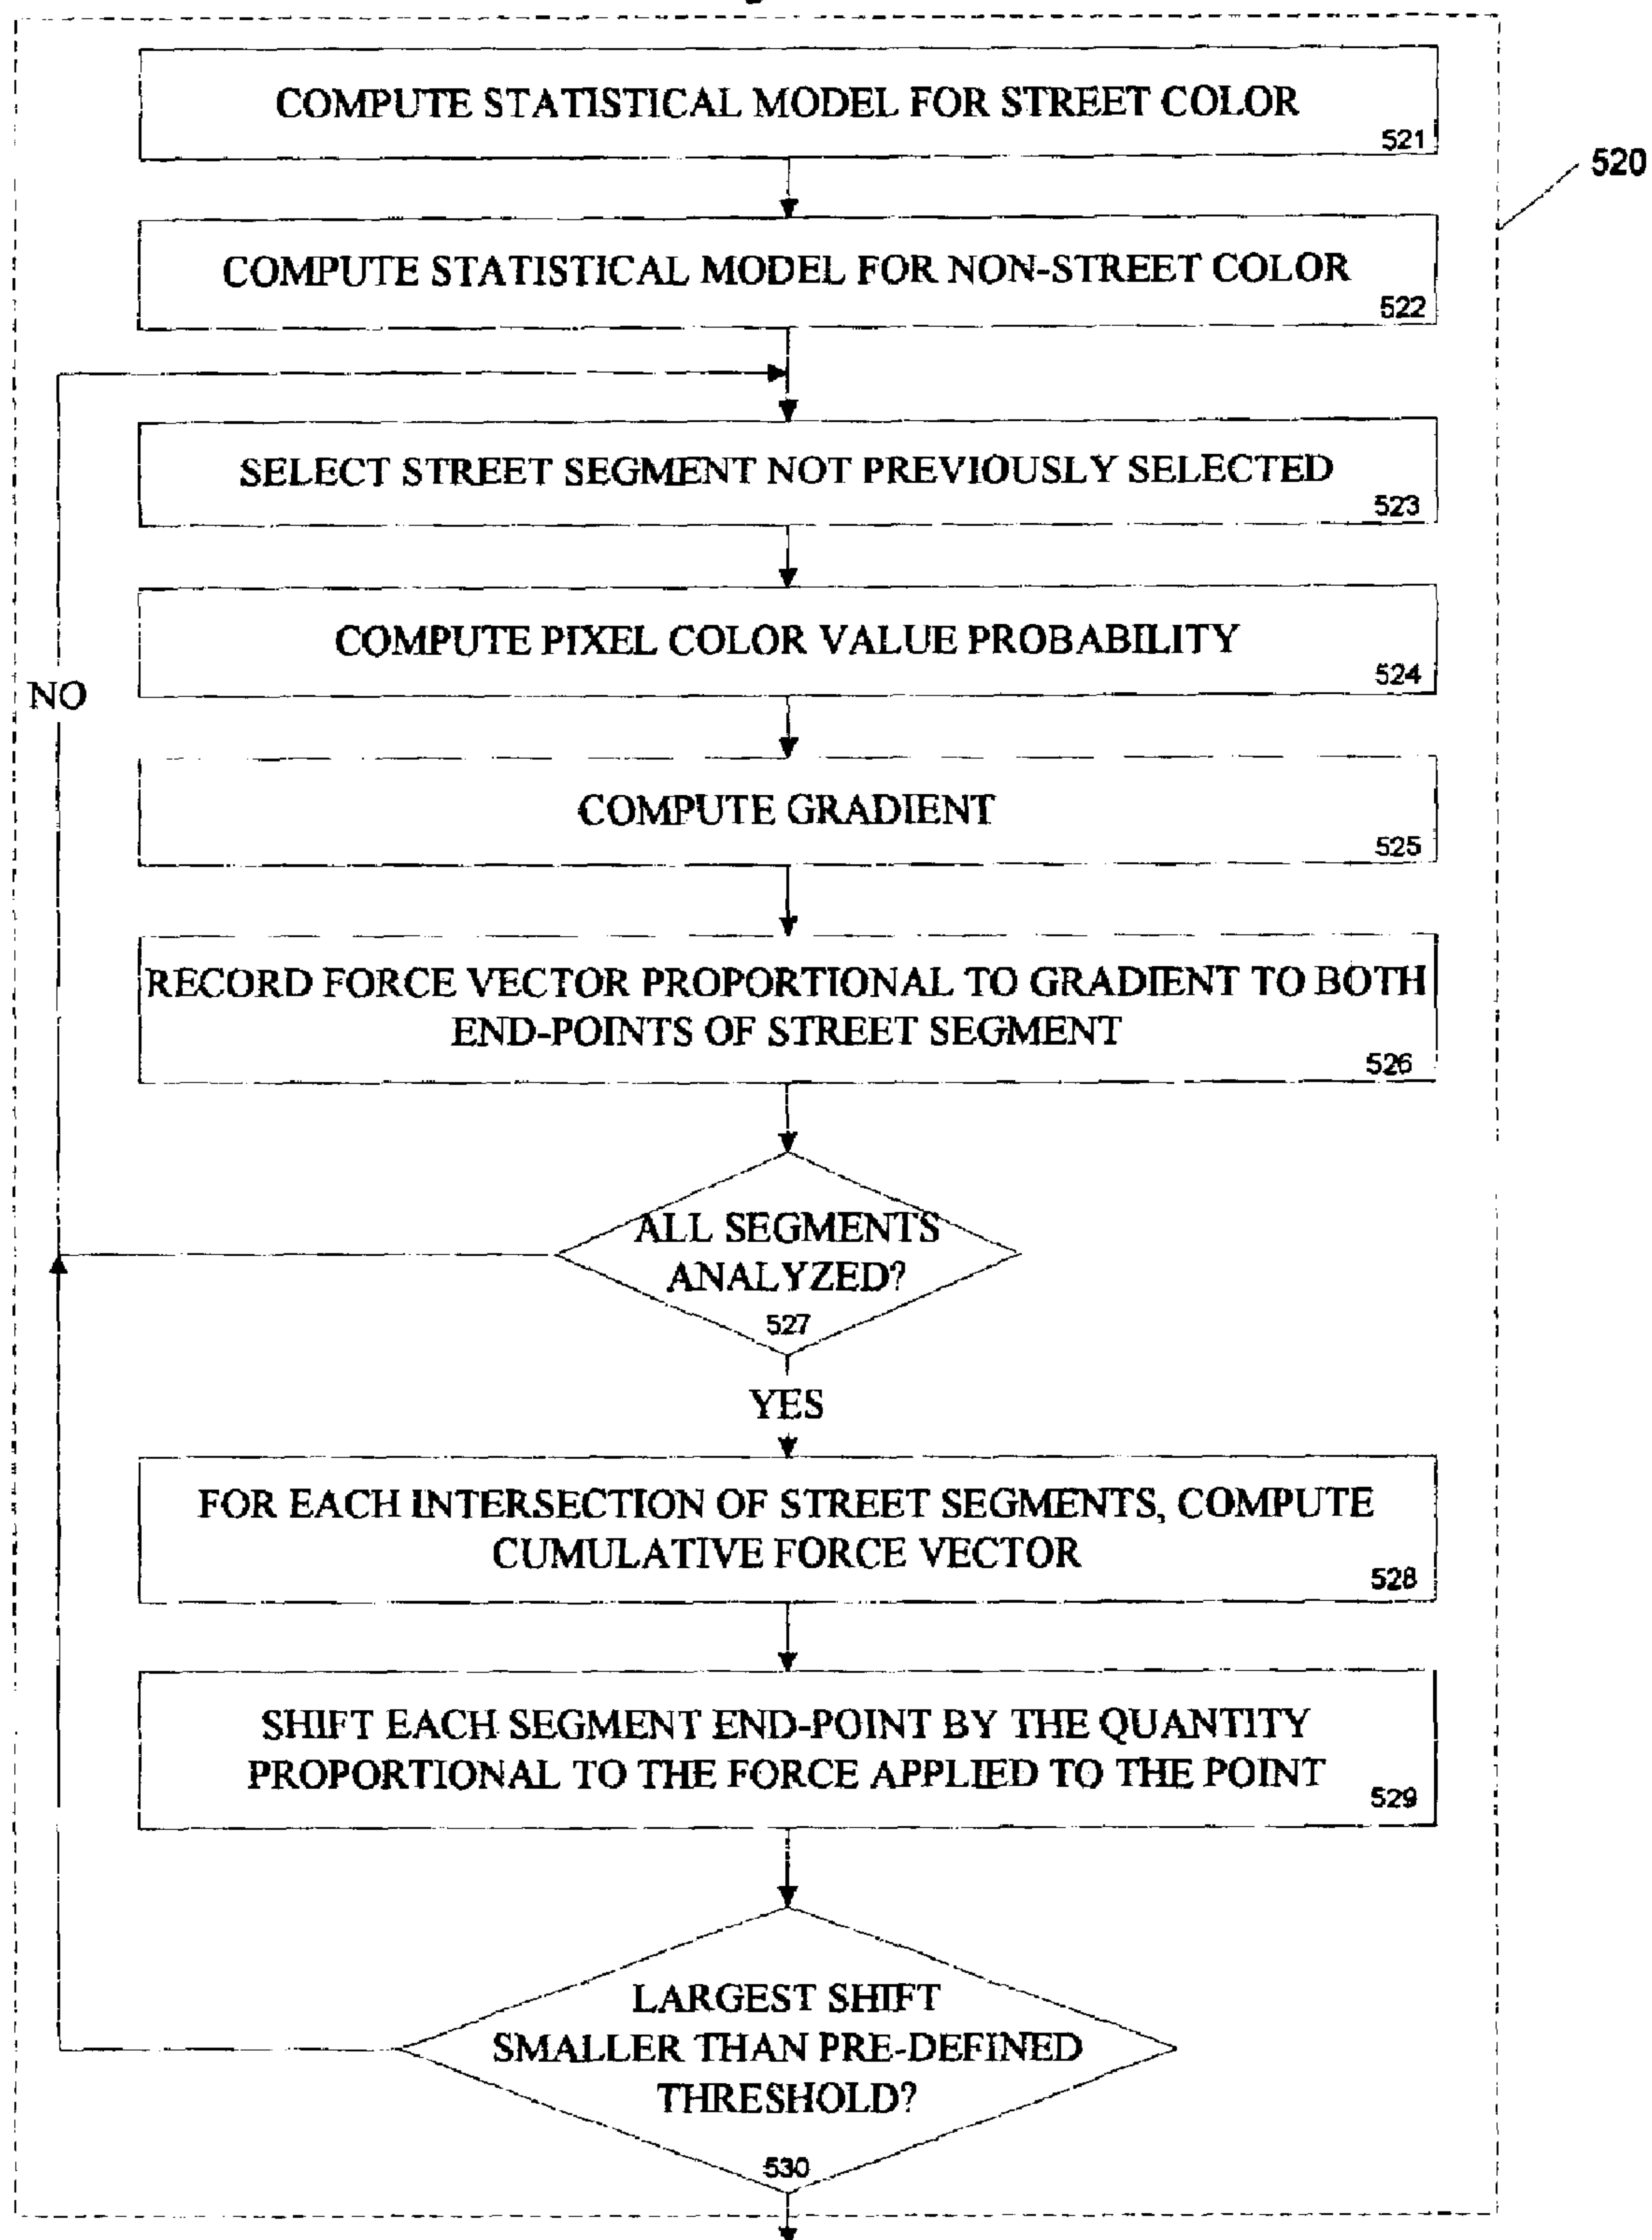 COMPUTE STATISTICAL MODEL FOR STREET COLOR
521
520
COMPUTE STATISTICAL MODEL FOR NON-STREET COLOR
522
SELECT STREET SEGMENT NOT PREVIOUSLY SELECTED
523
COMPUTE PIXEL COLOR VALUE PROBABILITY
524
NO
COMPUTE GRADIENT
525
RECORD FORCE VECTOR PROPORTIONAL TO GRADIENT TO BOTH
END-POINTS OF STREET SEGMENT
526
ALL SEGMENTS
ANALYZED?
527
YES
FOR EACH INTERSECTION OF STREET SEGMENTS, COMPUTE
CUMULATIVE FORCE VECTOR
528
SHIFT EACH SEGMENT END-POINT BY THE QUANTITY
PROPORTIONAL TO THE FORCE APPLIED TO THE POINT
529
LARGEST SHIFT
SMALLER THAN PRE-DEFINED
THRESHOLD?
530